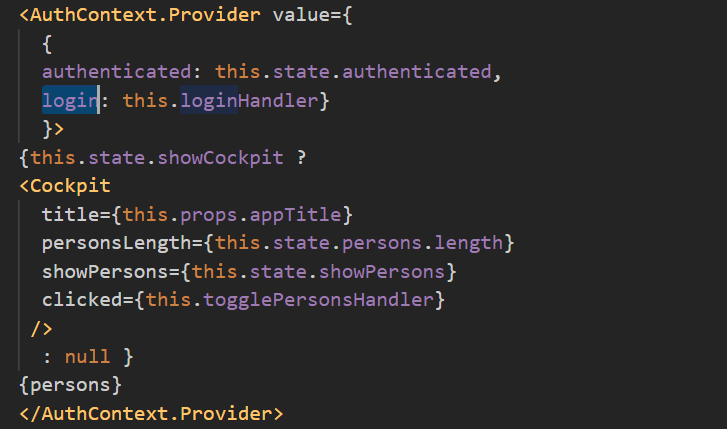 <AuthContext.Provider value={
{
authenticated: this.state.authenticated,
login: this.loginHandler}
}>
{this.state.showCockpit ?
<Cockpit
title={this.props.appTitle}
personsLength={this.state.persons.length}
showPersons={this.state.showPersons}
clicked={this.togglePersonsHandler}
/>
: null }
{persons}
</AuthContext.Provider>